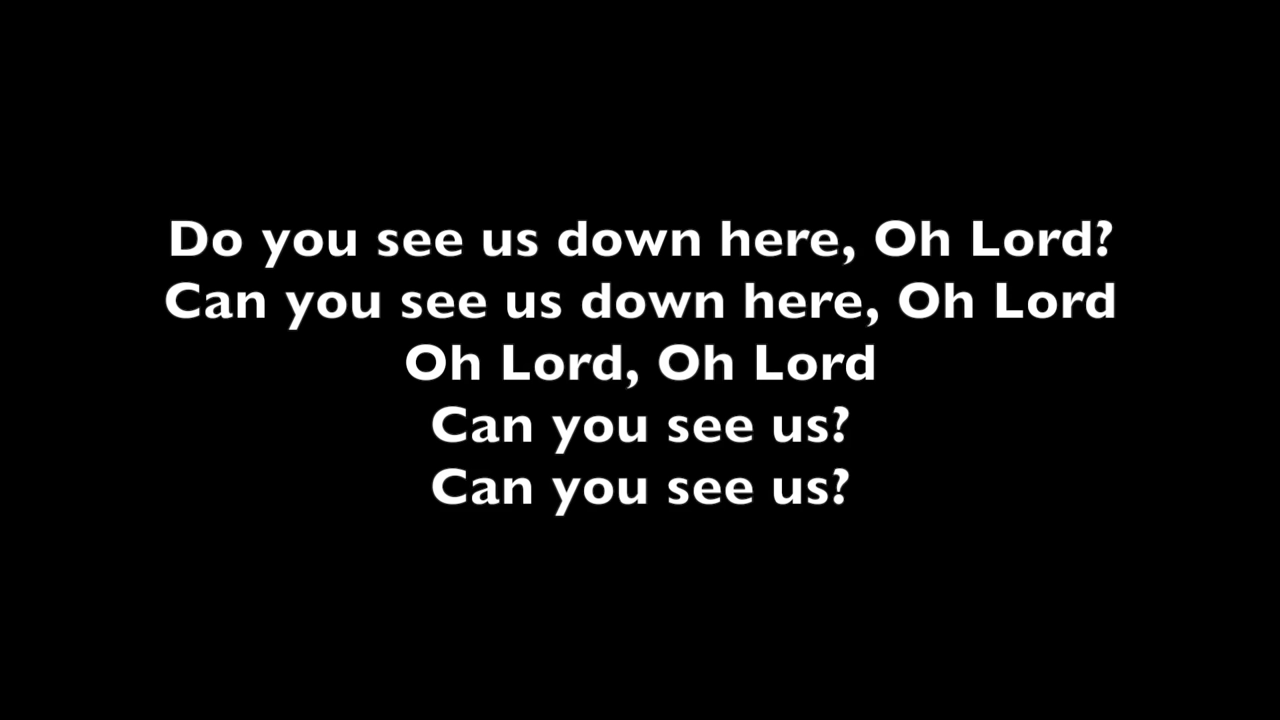 Do you see us down here, Oh Lord?
Can you see us down here, Oh Lord
Oh Lord, Oh Lord
Can you see us?
Can you see us?